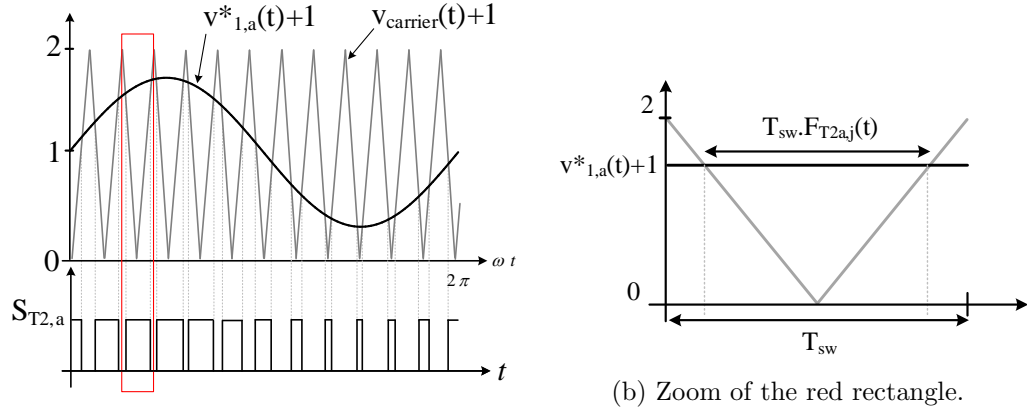 v*1,a(t)+1
vcarrier(t)+1
2
1
0
ω t
2 π
ST2,a
t
2
Tsw.FT2a,j(t)
v*1,a(t)+1
0
Tsw
(b) Zoom of the red rectangle.